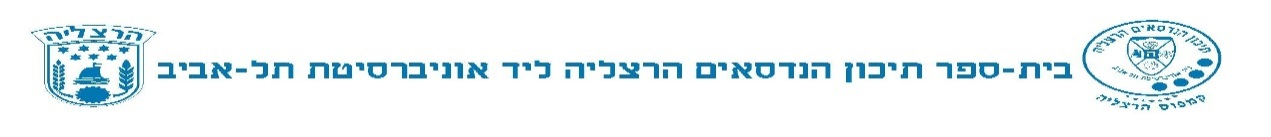 הרצליה
בית-ספר תיכון הנדסאים הרצליה ליד אוניברסיטת תל-אביב
תיכון הנדסאים הרצליה
קמפוס הרצליה